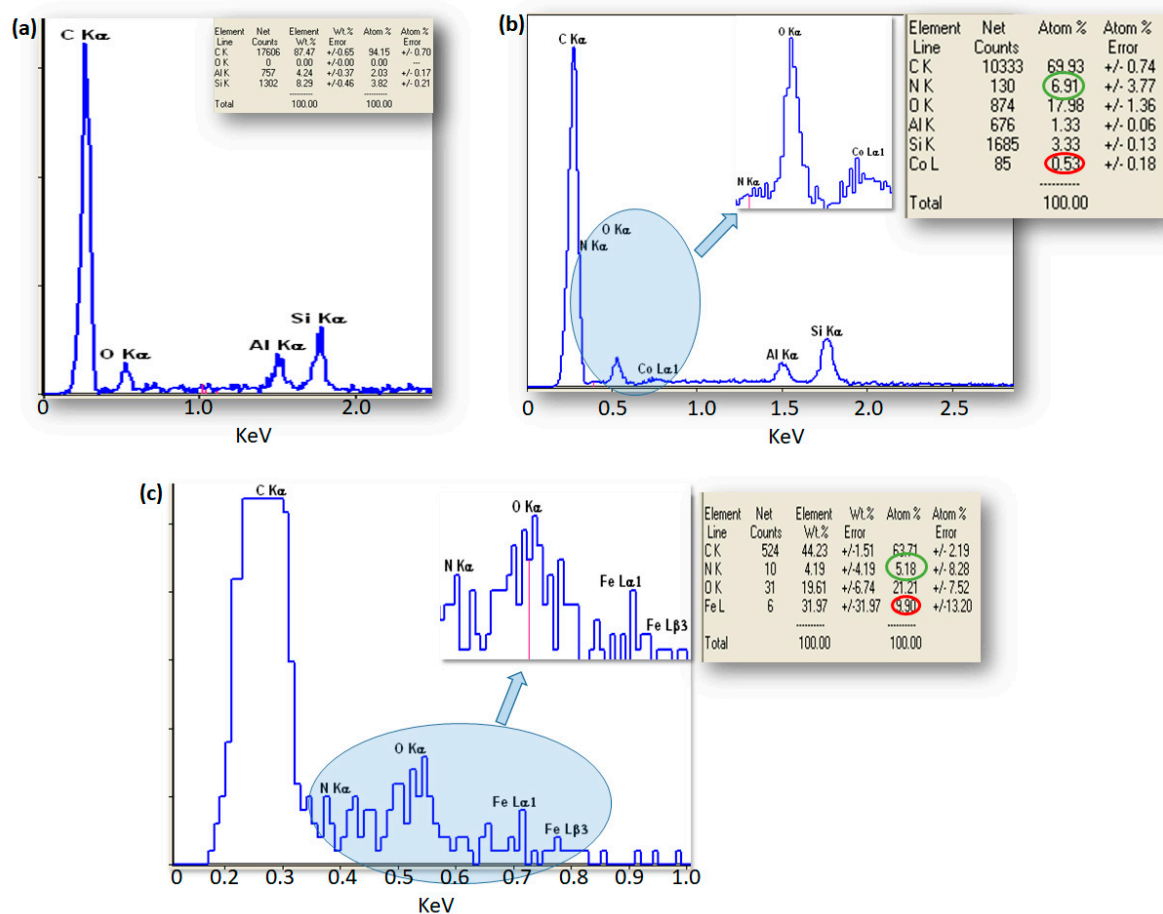 (a)
C Kα
O Kα
Al Kα
Si Kα
Element Net Element Wt.% Atom % Atom %
Line Counts Wt.% Error Error
C K 17606 87.47 +/-0.65 94.15 +/- 0.70
O K 0 0.00 +/-0.00 0.00 ---
Al K 757 4.24 +/-0.37 2.03 +/- 0.17
Si K 1302 8.29 +/-0.46 3.82 +/- 0.21
Total 100.00 100.00
0 1.0 2.0
KeV
(b)
C Kα
N Kα
O Kα
Co Lα1
Al Kα
Si Kα
O Kα
N Kα
Co Lα1
Element Net Atom % Atom %
Line Counts Error
C K 10333 69.93 +/- 0.74
N K 130 6.91 +/- 3.77
O K 874 17.98 +/- 1.36
Al K 676 1.33 +/- 0.06
Si K 1685 3.33 +/- 0.13
Co L 85 0.53 +/- 0.18
Total 100.00
0 0.5 1.0 1.5 2.0 2.5
KeV
(c)
C Kα
N Kα
O Kα
Fe Lα1
Fe Lβ3
O Kα
N Kα
Fe Lα1
Fe Lβ3
Element Net Element Wt.% Atom % Atom %
Line Counts Wt.% Error Error
C K 524 44.23 +/-1.51 63.71 +/- 2.19
N K 10 4.19 +/-4.19 5.18 +/- 8.28
O K 31 19.61 +/-6.74 21.21 +/- 7.52
Fe L 6 31.97 +/-31.97 9.90 +/-13.20
Total 100.00 100.00
0 0.2 0.3 0.4 0.5 0.6 0.7 0.8 0.9 1.0
KeV